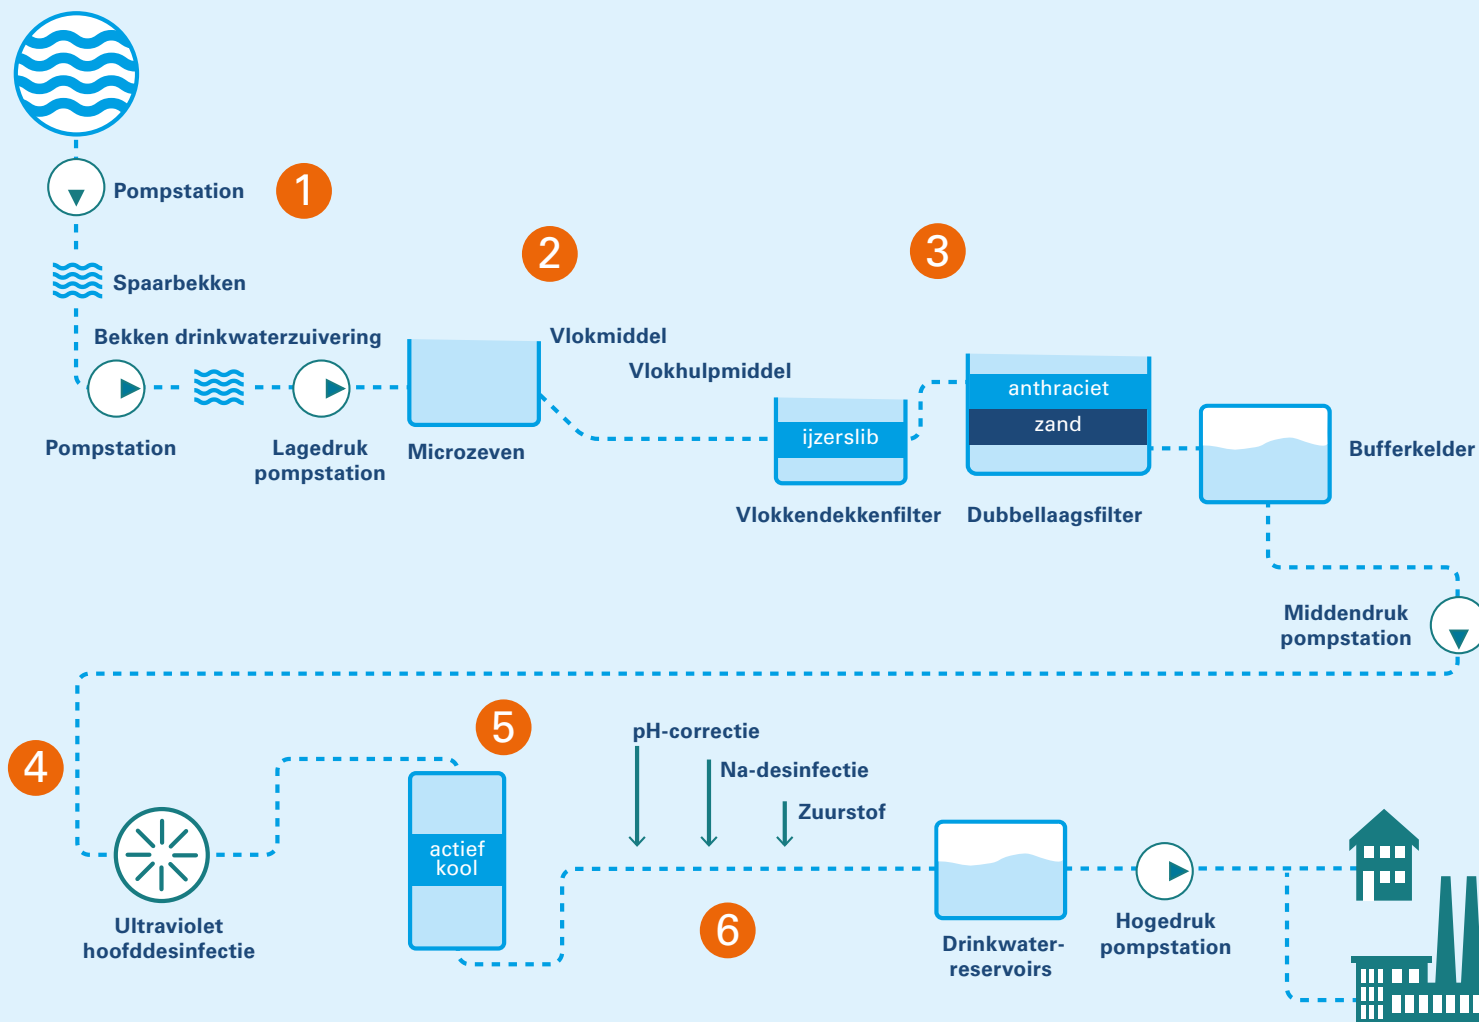 1
Pompstation
Spaarbekken
Bekken drinkwaterzuivering
Pompstation
Lagedruk
pompstation
Microzeven
2
Vlokmiddel
Vlokhulpmiddel
ijzerslib
Vlokkendekkenfilter
3
anthraciet
zand
Dubbellaagsfilter
Bufferkelder
Middendruk
pompstation
4
Ultraviolet
hoofddesinfectie
5
actief
kool
pH-correctie
Na-desinfectie
Zuurstof
6
Drinkwater-
reservoirs
Hogedruk
pompstation